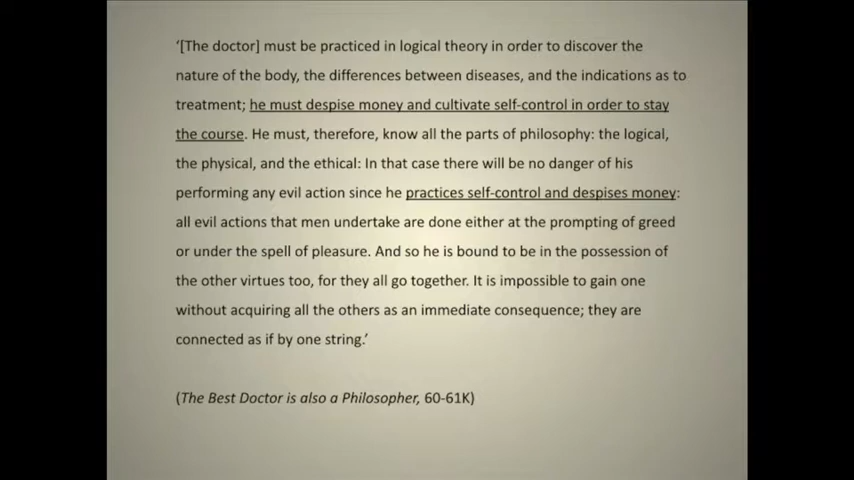 ‘[The doctor] must be practiced in logical theory in order to discover the
nature of the body, the differences between diseases, and the indications as to
treatment; he must despise money and cultivate self-control in order to stay
the course. He must, therefore, know all the parts of philosophy: the logical,
the physical, and the ethical: In that case there will be no danger of his
performing any evil action since he practices self-control and despises money:
all evil actions that men undertake are done either at the prompting of greed
or under the spell of pleasure. And so he is bound to be in the possession of
the other virtues too, for they all go together. It is impossible to gain one
without acquiring all the others as an immediate consequence; they are
connected as if by one string.’
(The Best Doctor is also a Philosopher, 60-61K)